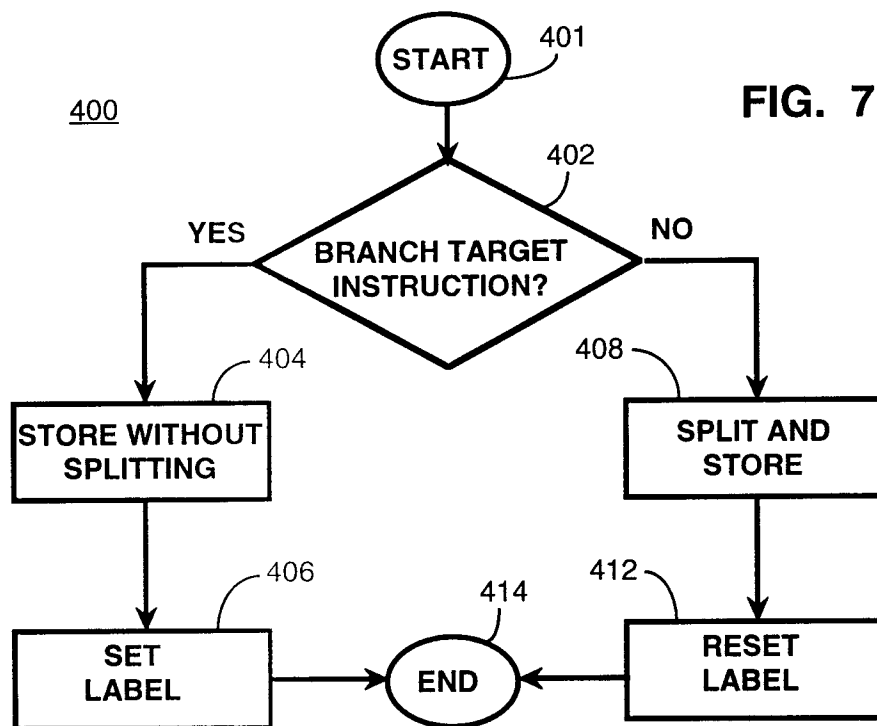 START
401
400
FIG. 7
402
YES
NO
BRANCH TARGET
INSTRUCTION?
404
408
STORE WITHOUT
SPLITTING
SPLIT AND
STORE
406
414
412
SET
LABEL
END
RESET
LABEL